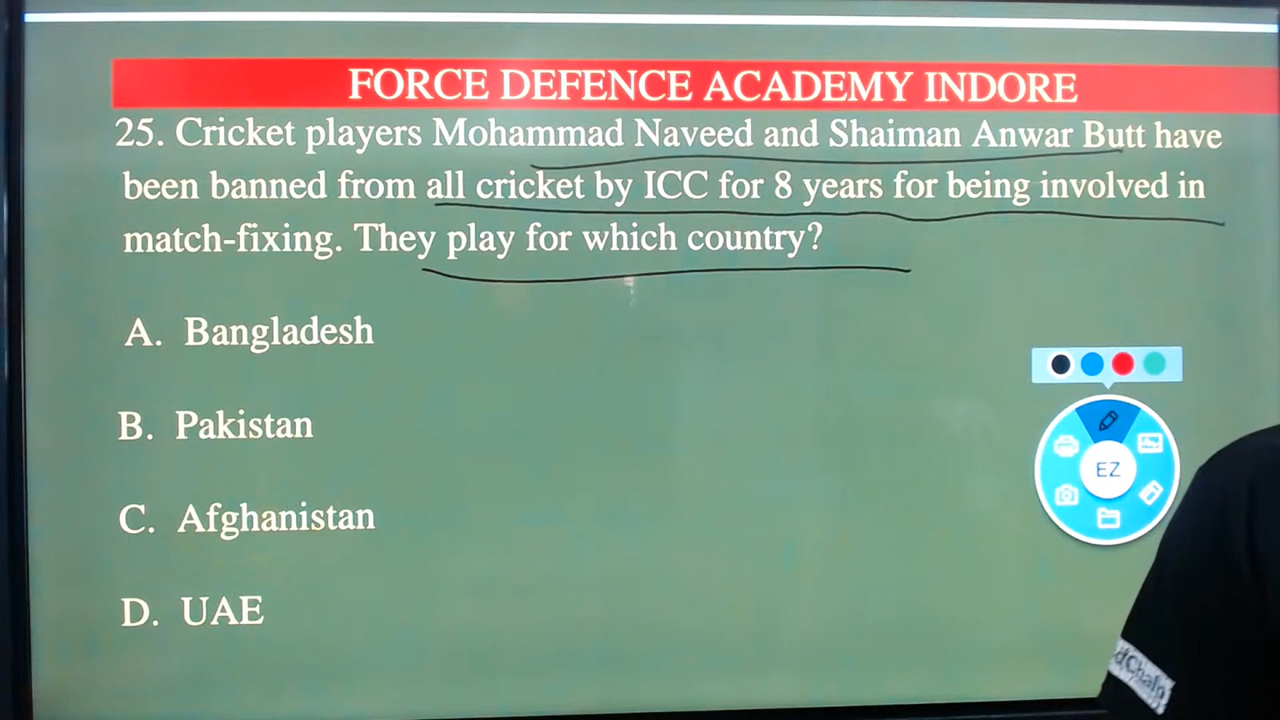 FORCE DEFENCE ACADEMY INDORE
25. Cricket players Mohammad Naveed and Shaiman Anwar Butt have
been banned from all cricket by ICC for 8 years for being involved in
match-fixing. They play for which country?
A. Bangladesh
B. Pakistan
C. Afghanistan
D. UAE
EZ